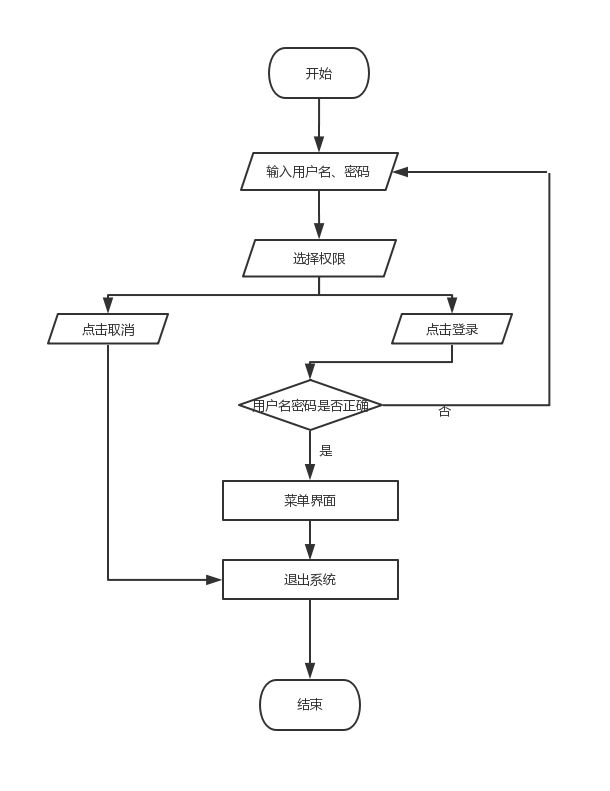 开始
输入用户名、密码
选择权限
点击取消
点击登录
用户名密码是否正确
否
是
菜单界面
退出系统
结束